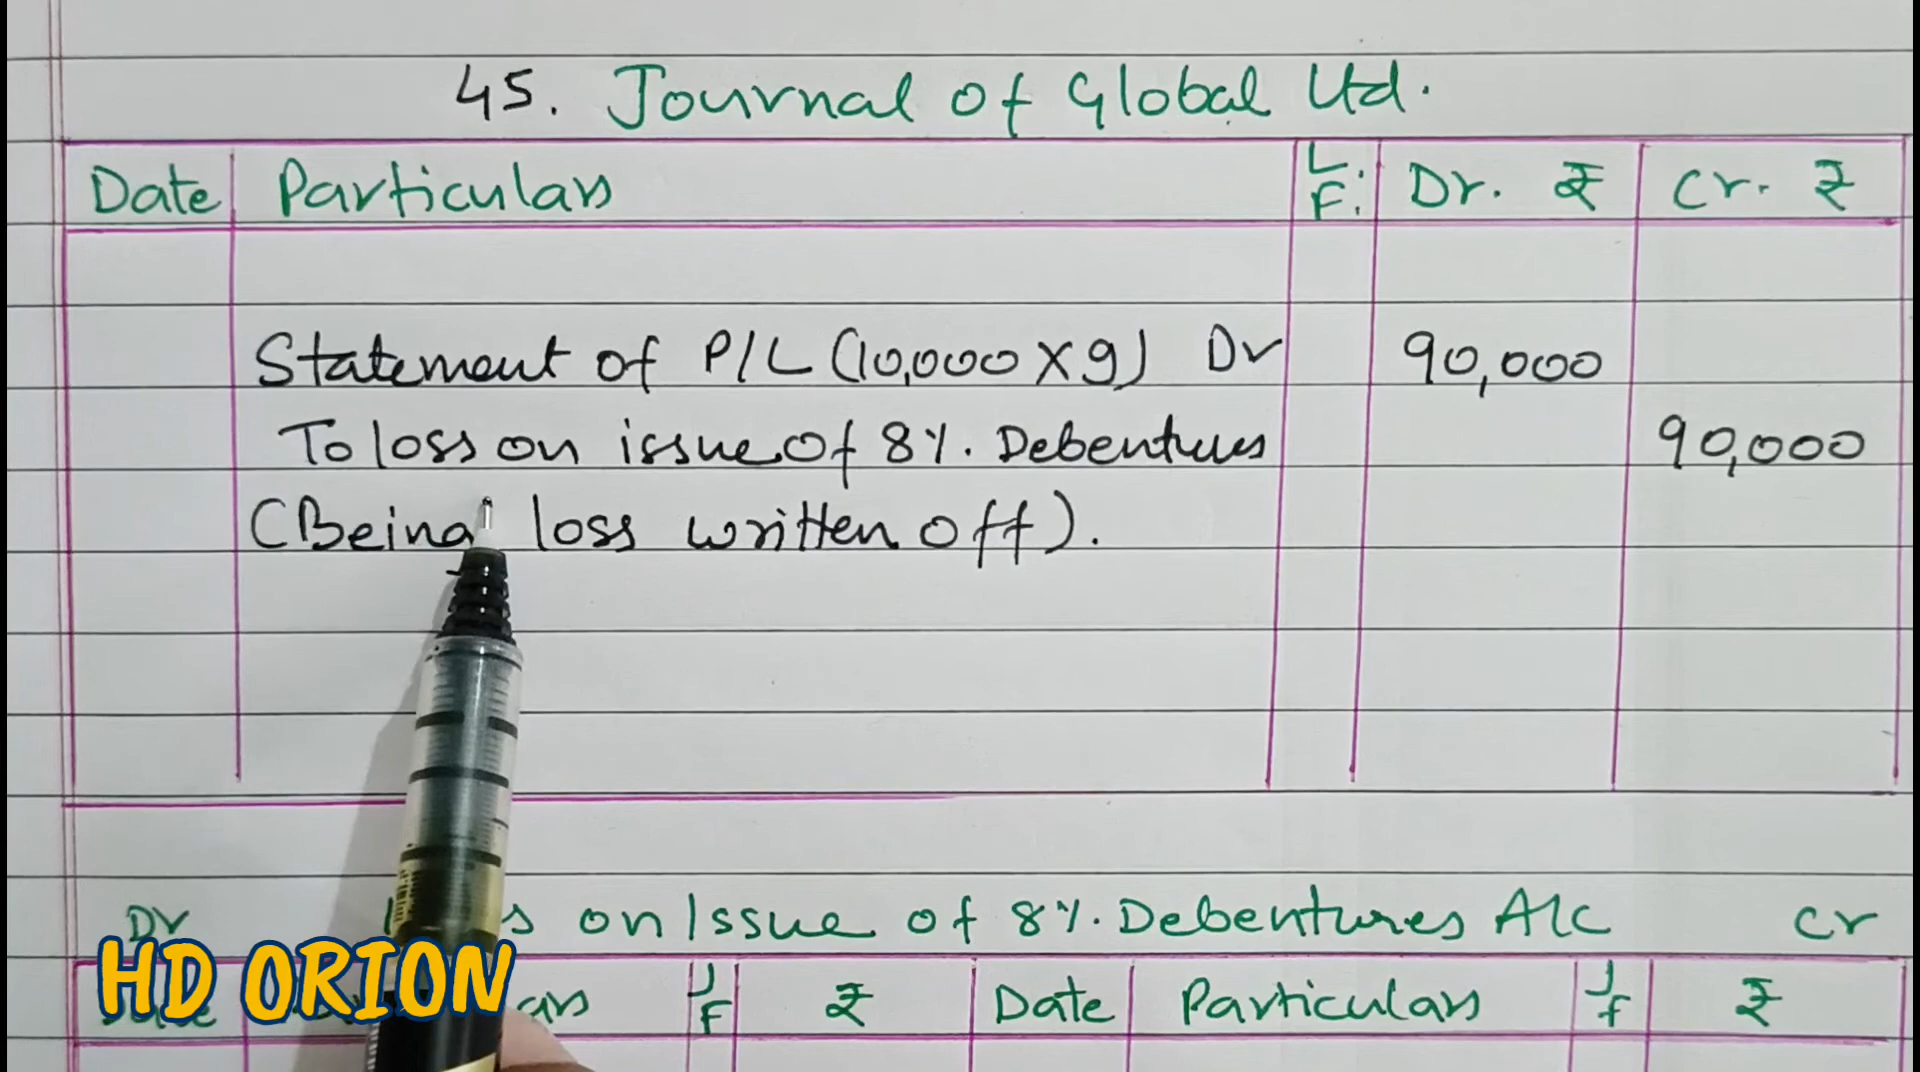 45. Journal of Global Ltd.
Date Particulars L.F. Dr. ₹ Cr. ₹
Statement of P/L (10,000 X 9) Dr 90,000
To loss on issue of 8%. Debentures 90,000
(Being loss written off).
Dr on Issue of 8%. Debentures A/c Cr
HD ORION
J F ₹ Date Particulars J f ₹